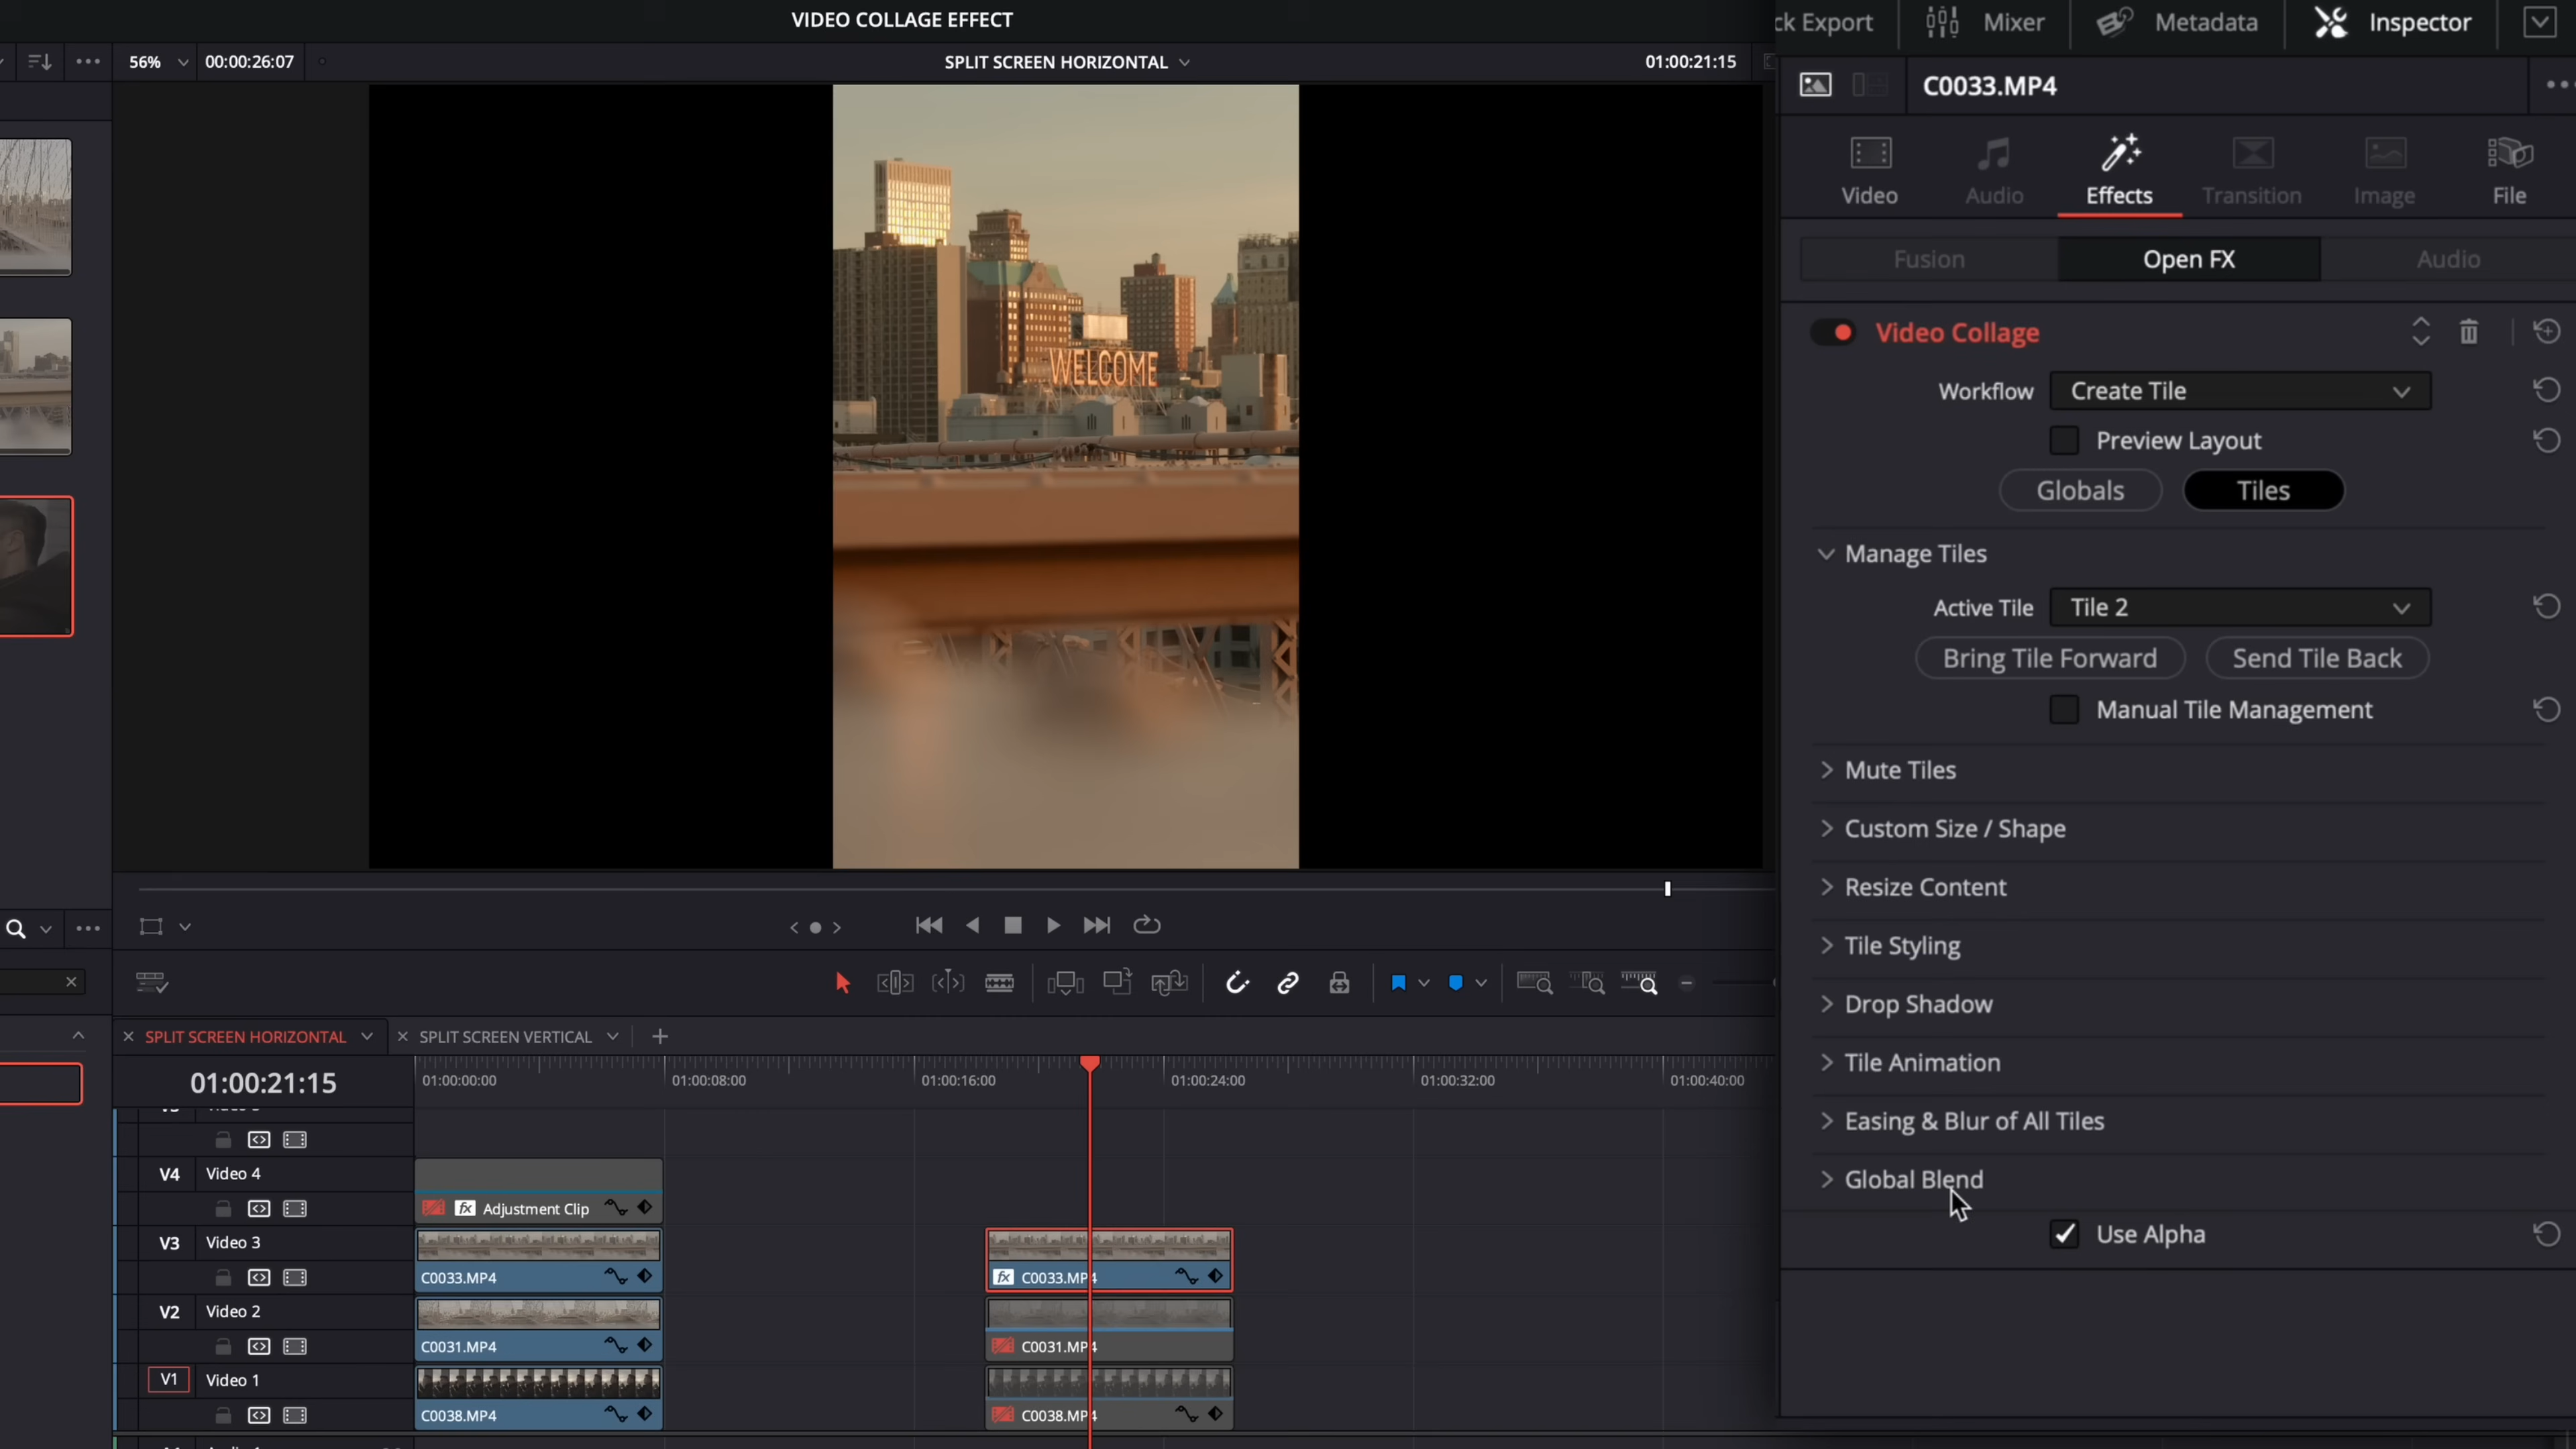 VIDEO COLLAGE EFFECT
ck Export
Mixer
Metadata
Inspector
56%
00:00:26:07
SPLIT SCREEN HORIZONTAL
01:00:21:15
C0033.MP4
Video
Audio
Effects
Transition
Image
File
Fusion
Open FX
Audio
Video Collage
Workflow
Create Tile
Preview Layout
Globals
Tiles
Manage Tiles
Active Tile
Tile 2
Bring Tile Forward
Send Tile Back
Manual Tile Management
Mute Tiles
Custom Size / Shape
Resize Content
Tile Styling
Drop Shadow
Tile Animation
Easing & Blur of All Tiles
Global Blend
Use Alpha
WELCOME
SPLIT SCREEN HORIZONTAL
SPLIT SCREEN VERTICAL
01:00:21:15
01:00:00:00
01:00:08:00
01:00:16:00
01:00:24:00
01:00:32:00
01:00:40:00
V4
Video 4
fx
Adjustment Clip
V3
Video 3
C0033.MP4
fx
C0033.MP4
V2
Video 2
C0031.MP4
C0031.MP4
V1
Video 1
C0038.MP4
C0038.MP4